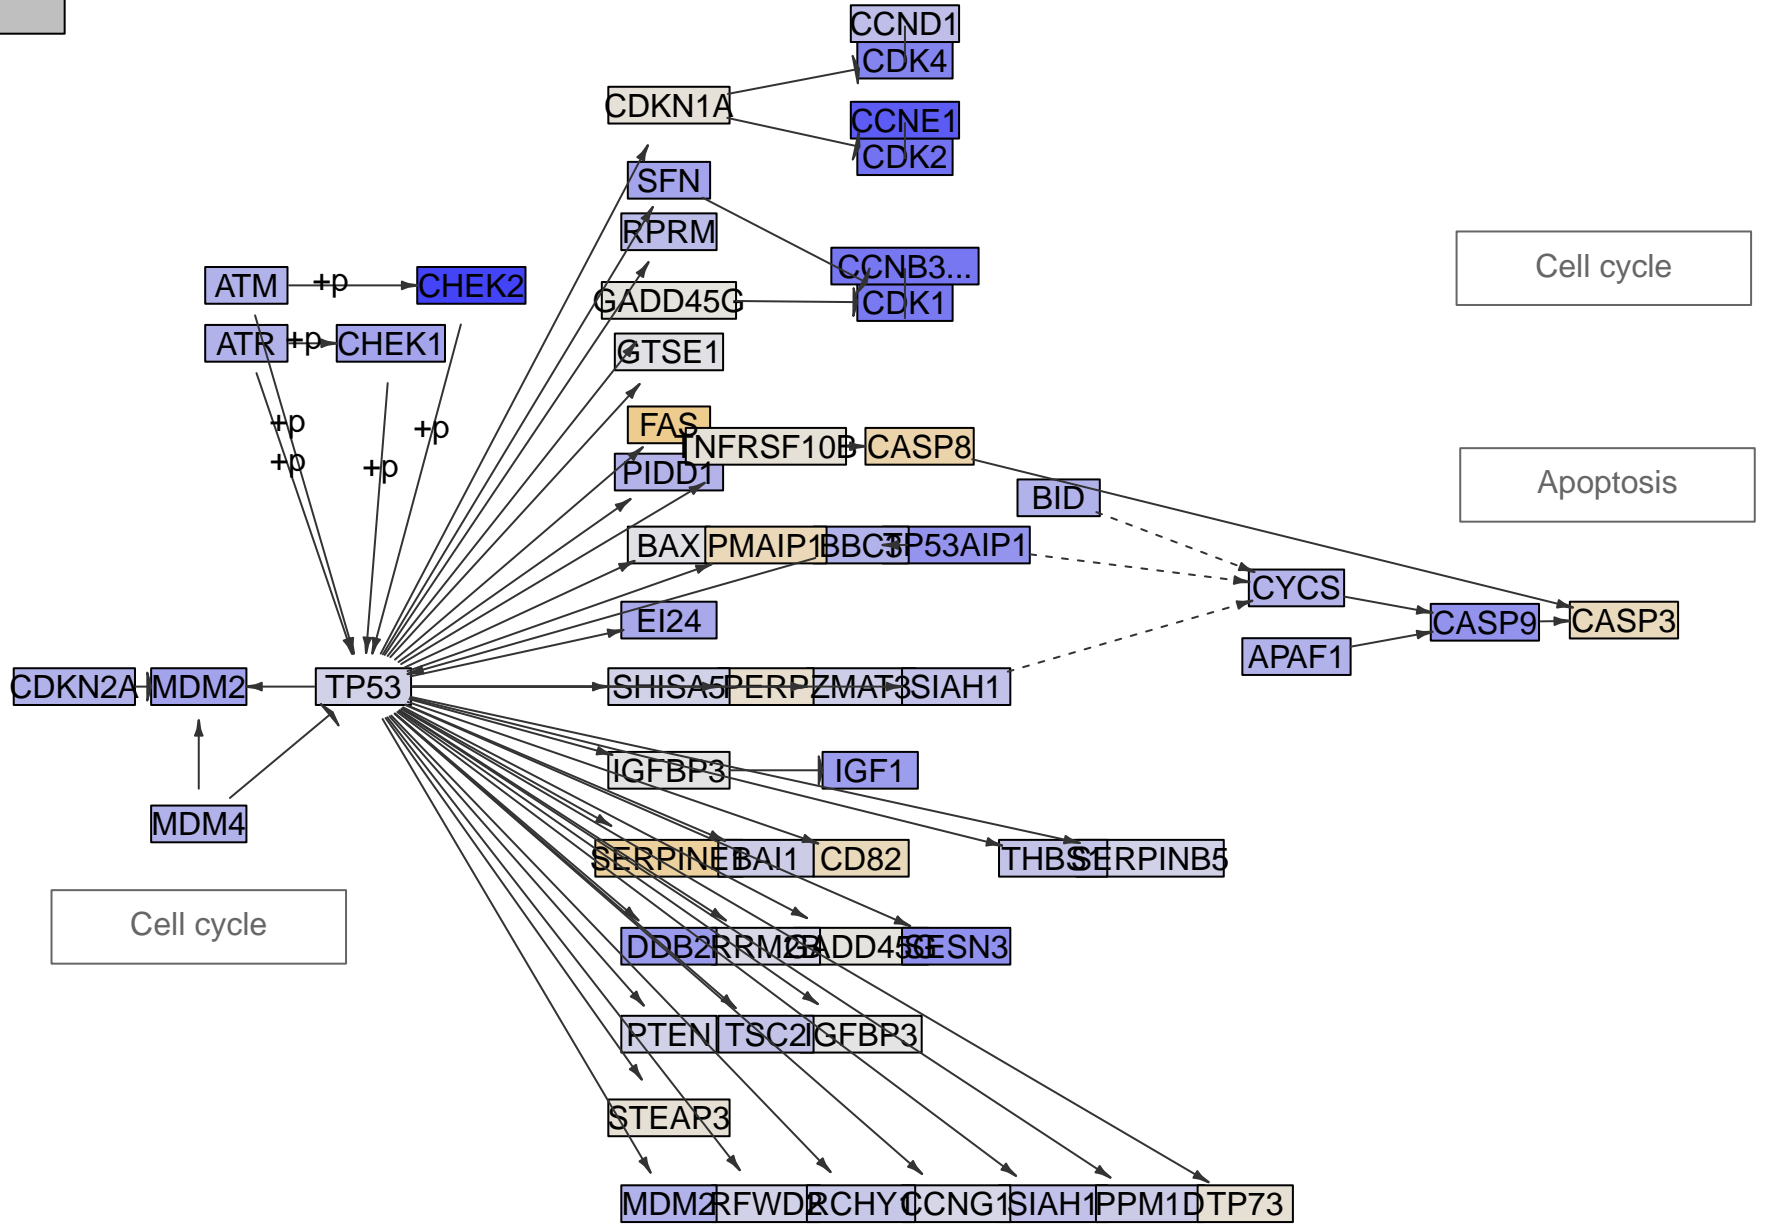 CCND1
CDK4
CDKN1A
CCNE1
CDK2
SFN
RPRM
Cell cycle
CCNB3...
ATM
+p
CHEK2
GADD45G
CDK1
ATR
+p
CHEK1
GTSE1
FAS
+p
+p
TNFRSF10B
CASP8
+p
+p
PIDD1
Apoptosis
BID
BAX
PMAIP1
BBC3
TP53AIP1
CYCS
EI24
CASP9
CASP3
APAF1
CDKN2A
MDM2
TP53
SHISA5
PERP
ZMAT3
SIAH1
IGFBP3
IGF1
MDM4
SERPINE1
BAI1
CD82
THBS1
SERPINB5
Cell cycle
DDB2
RRM2B
GADD45G
SESN3
PTEN
TSC2
IGFBP3
STEAP3
MDM2
RFWD2
RCHY1
CCNG1
SIAH1
PPM1D
TP73